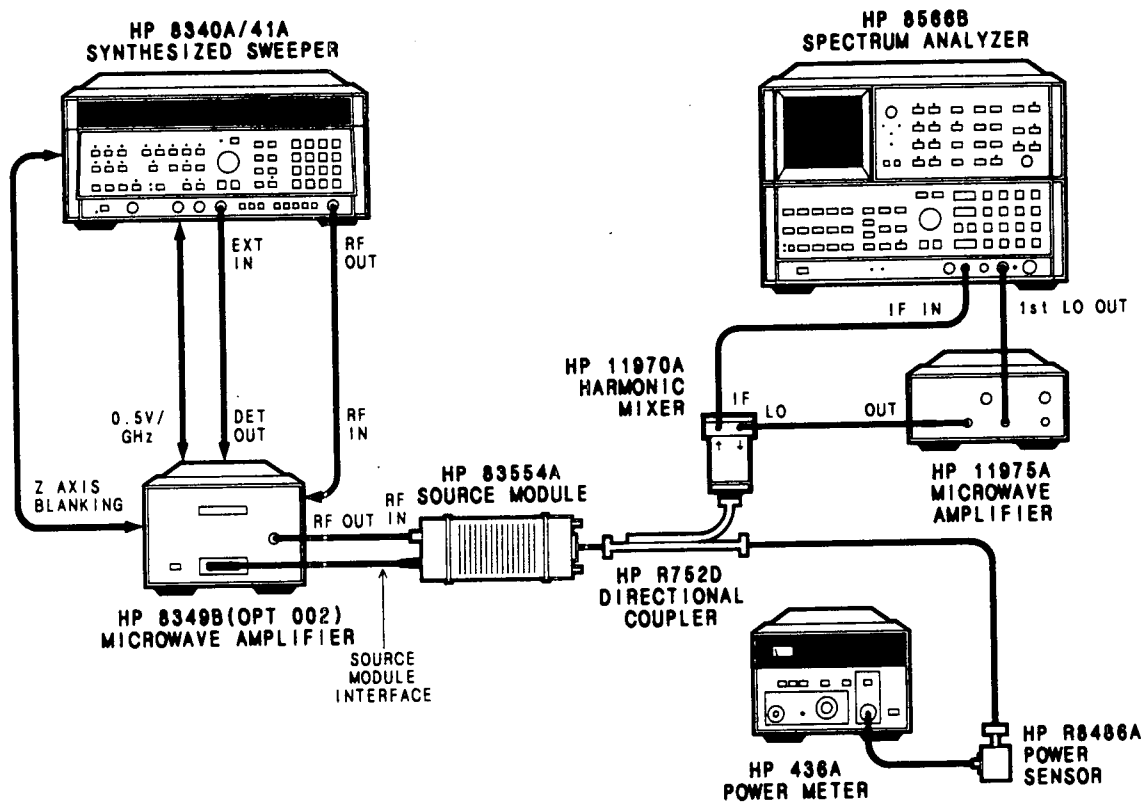 HP 8340A/41A
SYNTHESIZED SWEEPER
HP 8566B
SPECTRUM ANALYZER
EXT
IN
RF
OUT
IF IN
1st LO OUT
HP 11970A
HARMONIC
MIXER
IF
LO
OUT
0.5V/
GHz
DET
OUT
RF
IN
HP 11975A
MICROWAVE
AMPLIFIER
Z AXIS
BLANKING
HP 83554A
SOURCE MODULE
RF OUT
RF
IN
HP R752D
DIRECTIONAL
COUPLER
HP 8349B(OPT 002)
MICROWAVE AMPLIFIER
SOURCE
MODULE
INTERFACE
HP R8486A
POWER
SENSOR
HP 436A
POWER METER